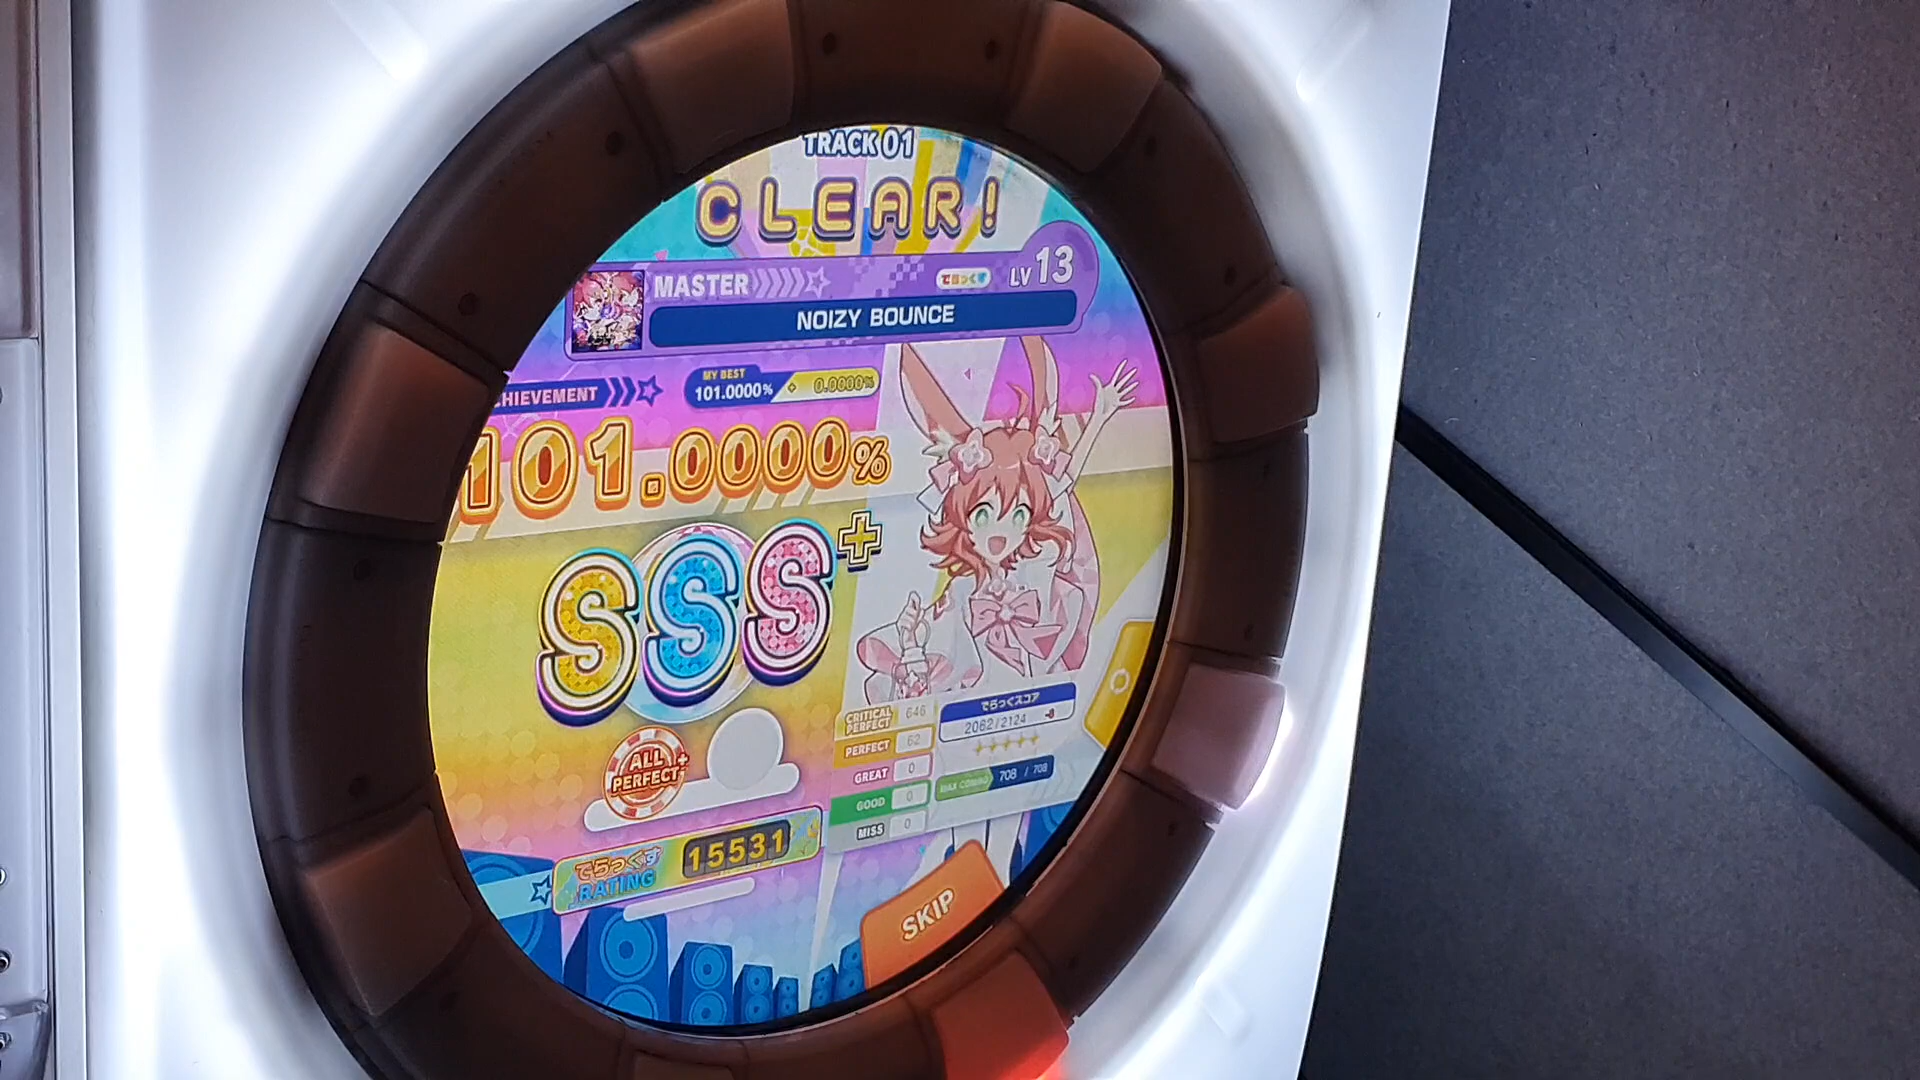 TRACK 01
CLEAR!
MASTER でらっくす LV 13
NOIZY BOUNCE
CHIEVEMENT
MY BEST
101.0000% + 0.0000%
101.0000%
SSS+
でらっくスコア
2062/2124 -8
CRITICAL PERFECT 646
PERFECT 62
GREAT 0
GOOD 0
MISS 0
MAX COMBO 708 / 708
ALL PERFECT+
でらっくす RATING 15531
SKIP